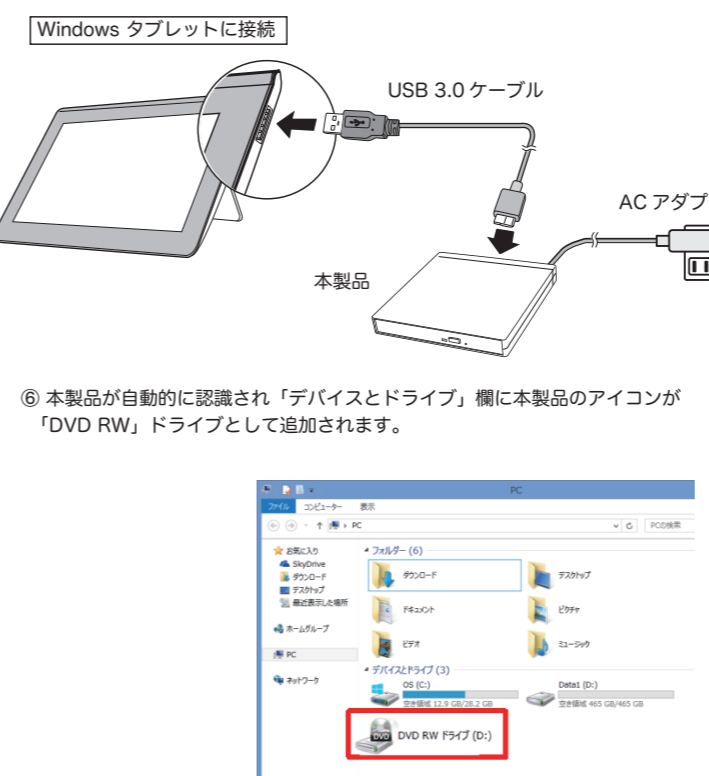 Windows タブレットに接続
USB 3.0 ケーブル
AC アダプ
本製品
⑥ 本製品が自動的に認識され「デバイスとドライブ」欄に本製品のアイコンが
「DVD RW」ドライブとして追加されます。
PC
ファイル コンピューター 表示
PC
PCの検索
お気に入り
SkyDrive
ダウンロード
デスクトップ
最近表示した場所
ホームグループ
PC
ネットワーク
フォルダー (6)
ダウンロード デスクトップ
ドキュメント ピクチャ
ビデオ ミュージック
デバイスとドライブ (3)
OS (C:) Data1 (D:)
空き領域 12.9 GB/28.2 GB 空き領域 465 GB/465 GB
DVD
DVD RW ドライブ (D:)